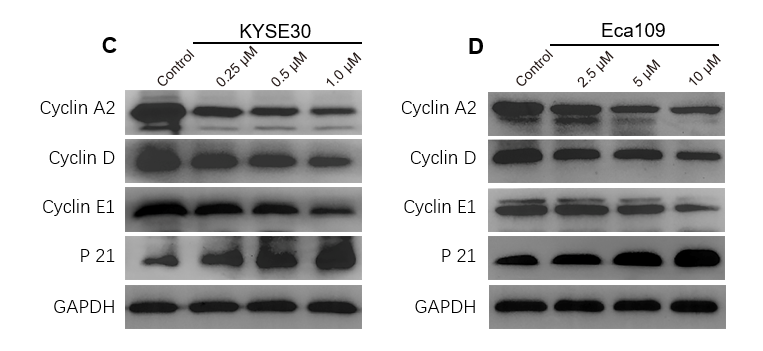 C
KYSE30
Control
0.25 μM
0.5 μM
1.0 μM
Cyclin A2
Cyclin D
Cyclin E1
P 21
GAPDH
D
Eca109
Control
2.5 μM
5 μM
10 μM
Cyclin A2
Cyclin D
Cyclin E1
P 21
GAPDH